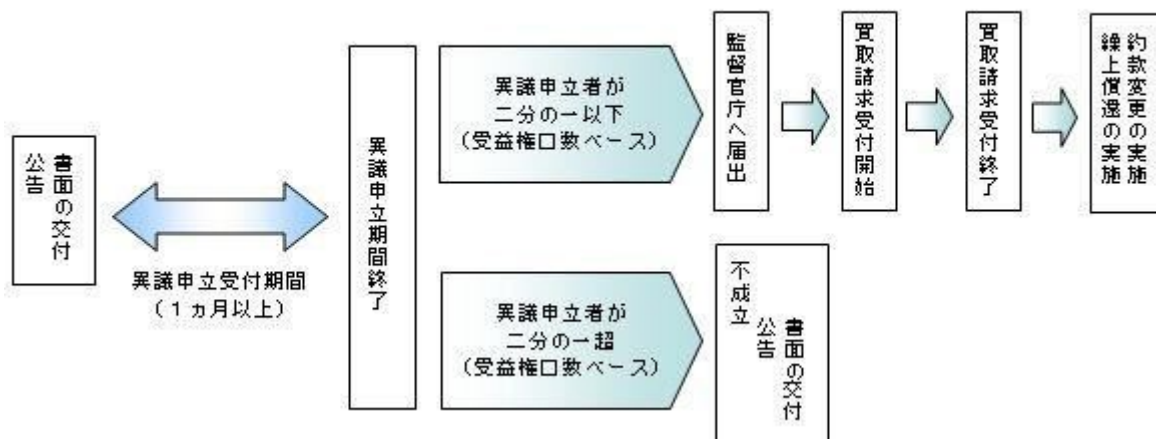 書面の交付
公告
異議申立受付期間
（１ヵ月以上）
異議申立期間終了
異議申立者が
二分の一以下
（受益権口数ベース）
監督官庁へ届出
買取請求受付開始
買取請求受付終了
約款変更の実施
繰上償還の実施
異議申立者が
二分の一超
（受益権口数ベース）
書面の交付
公告
不成立